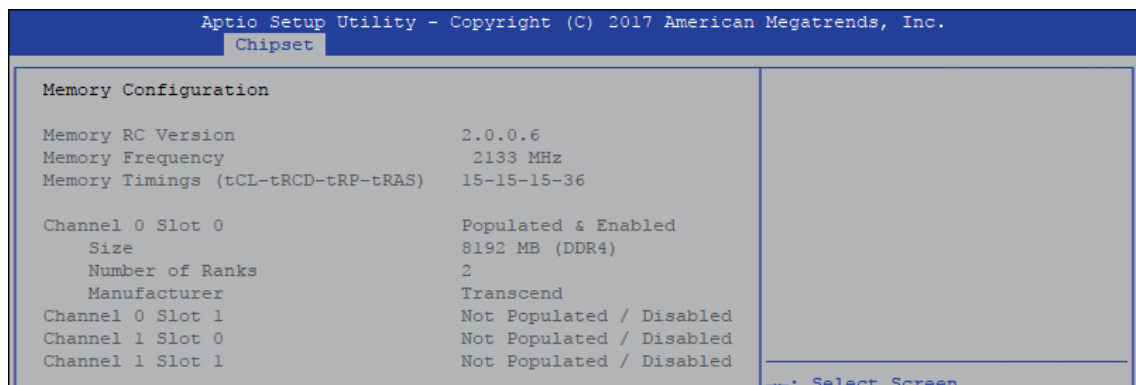 Aptio Setup Utility - Copyright (C) 2017 American Megatrends, Inc.
Chipset
Memory Configuration
Memory RC Version 2.0.0.6
Memory Frequency 2133 MHz
Memory Timings (tCL-tRCD-tRP-tRAS) 15-15-15-36
Channel 0 Slot 0 Populated & Enabled
Size 8192 MB (DDR4)
Number of Ranks 2
Manufacturer Transcend
Channel 0 Slot 1 Not Populated / Disabled
Channel 1 Slot 0 Not Populated / Disabled
Channel 1 Slot 1 Not Populated / Disabled
: Select Screen